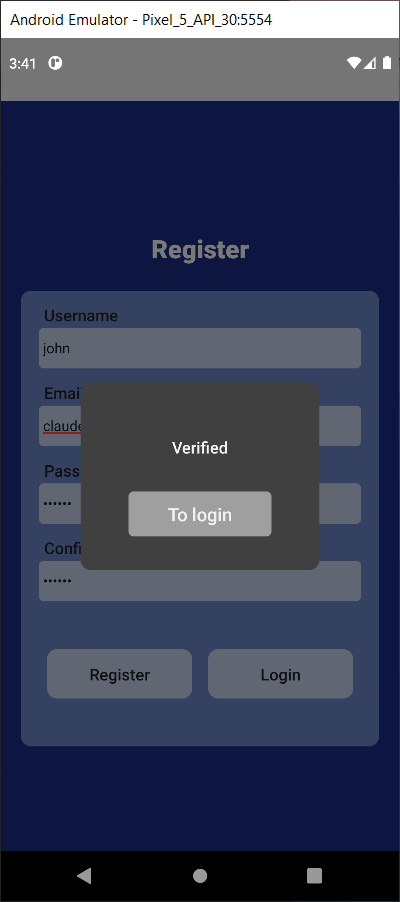 Android Emulator - Pixel_5_API_30:5554
3:41
Register
Username
john
Emai
claude
Pass
••••••
Confi
••••••
Verified
To login
Register
Login